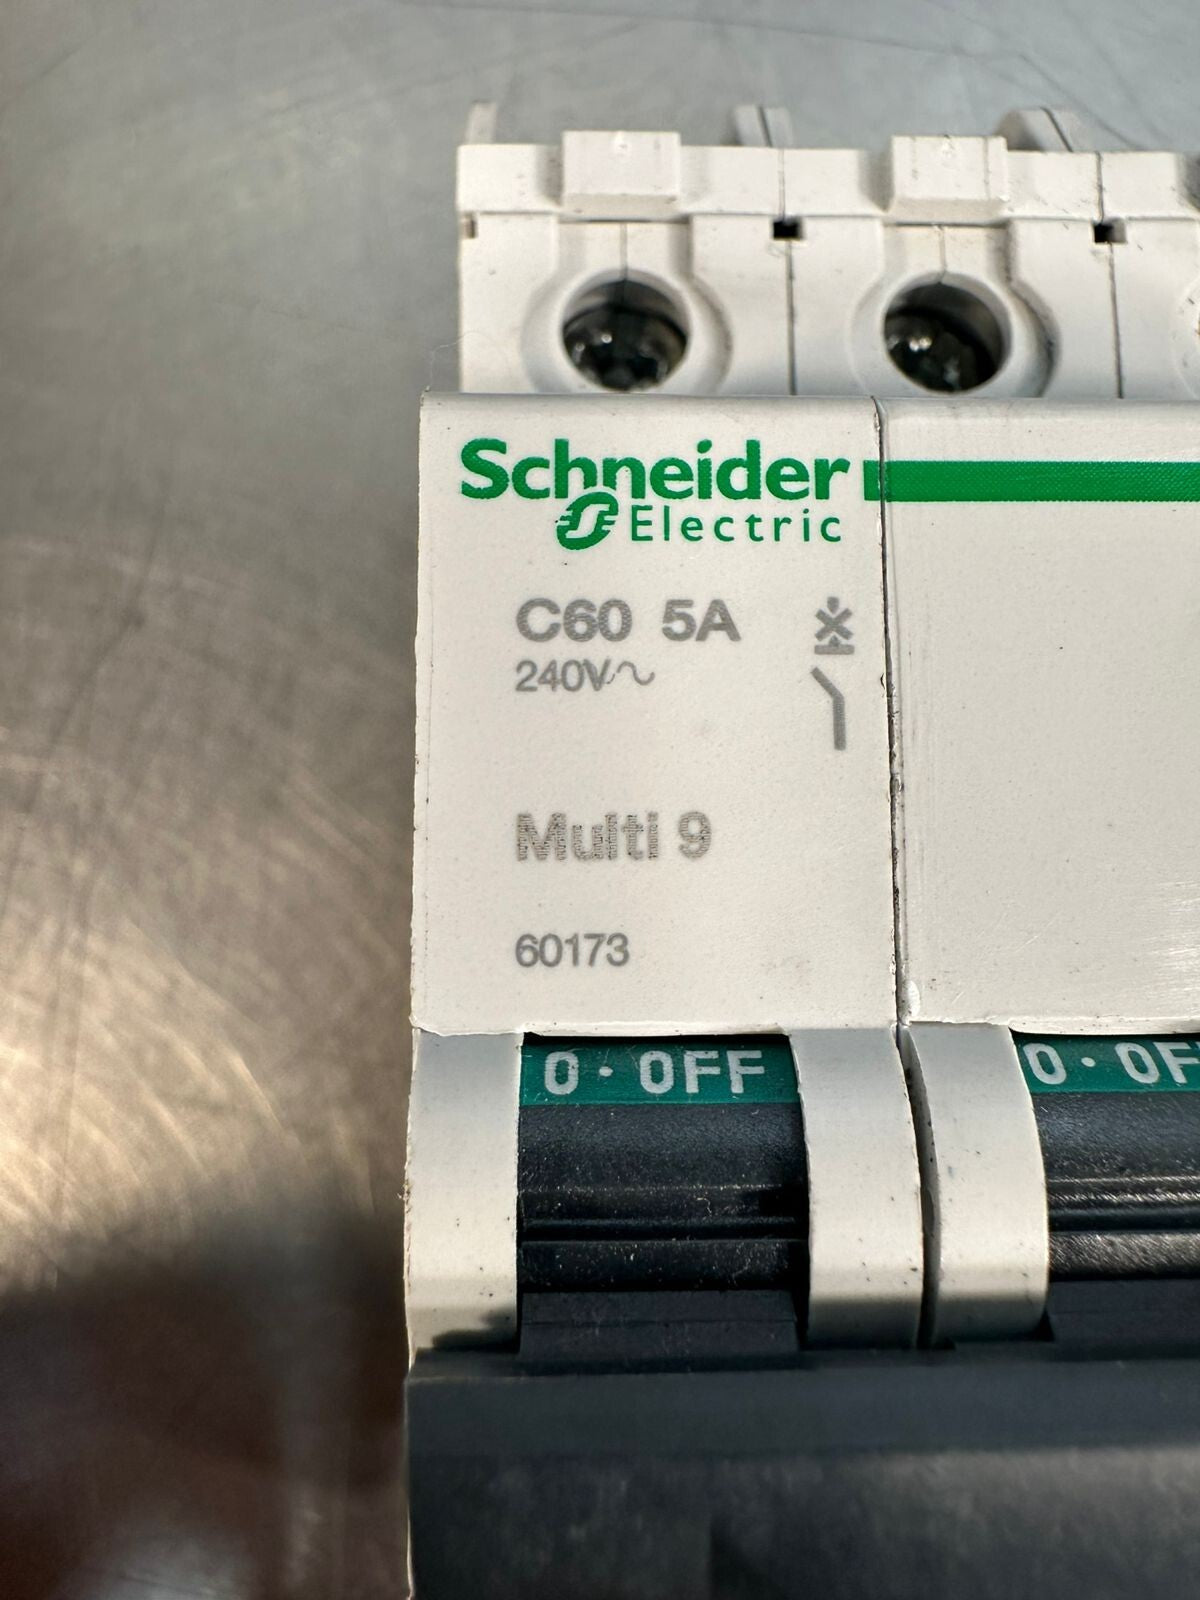 Schneider
Electric
C60 5A
240V~
Multi 9
60173
0 · OFF
0 · OF